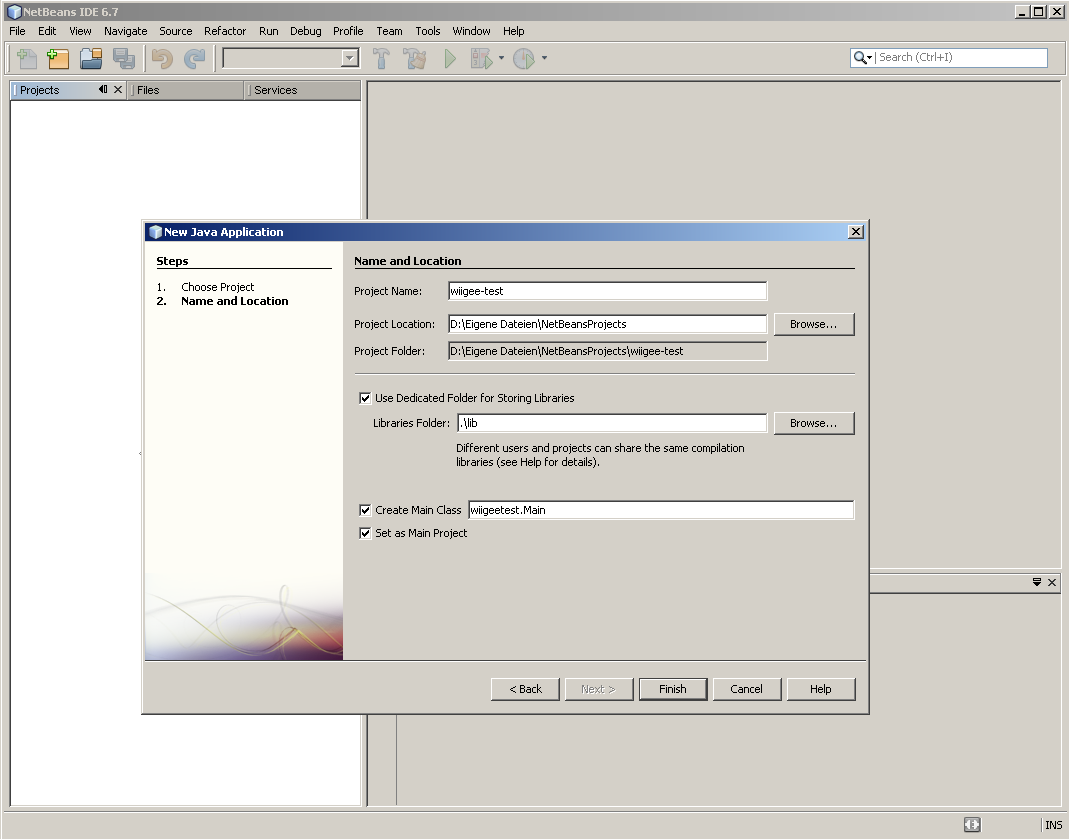 NetBeans IDE 6.7
File Edit View Navigate Source Refactor Run Debug Profile Team Tools Window Help
Search (Ctrl+I)
Projects Files Services
New Java Application
Steps
1. Choose Project
2. Name and Location
Name and Location
Project Name: wiigee-test
Project Location: D:\Eigene Dateien\NetBeansProjects Browse...
Project Folder: D:\Eigene Dateien\NetBeansProjects\wiigee-test
Use Dedicated Folder for Storing Libraries
Libraries Folder: .\lib Browse...
Different users and projects can share the same compilation
libraries (see Help for details).
Create Main Class wiigeetest.Main
Set as Main Project
< Back Next > Finish Cancel Help
INS